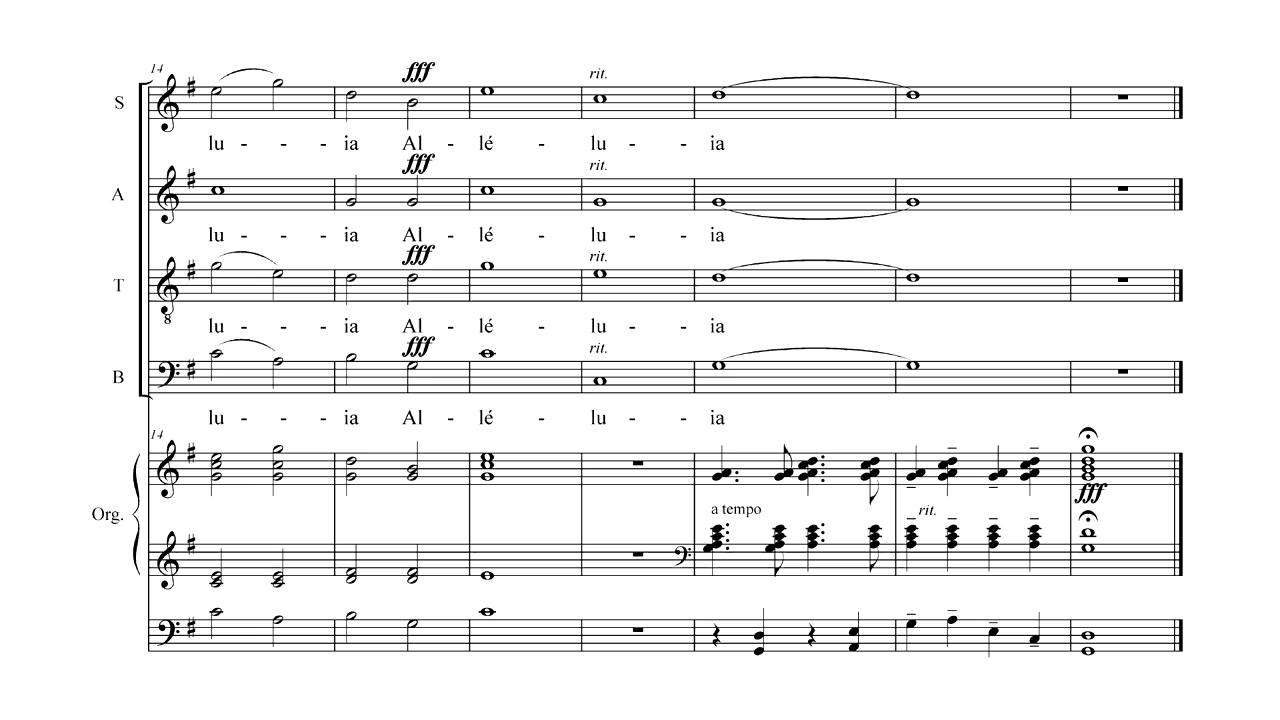 14
rit.
fff
S
lu - - - ia Al - lé - lu - - ia
rit.
fff
A
lu - - - ia Al - lé - lu - - ia
rit.
fff
T
8
lu - - - ia Al - lé - lu - - ia
rit.
fff
B
lu - - - ia Al - lé - lu - - ia
14
fff
a tempo rit.
Org.